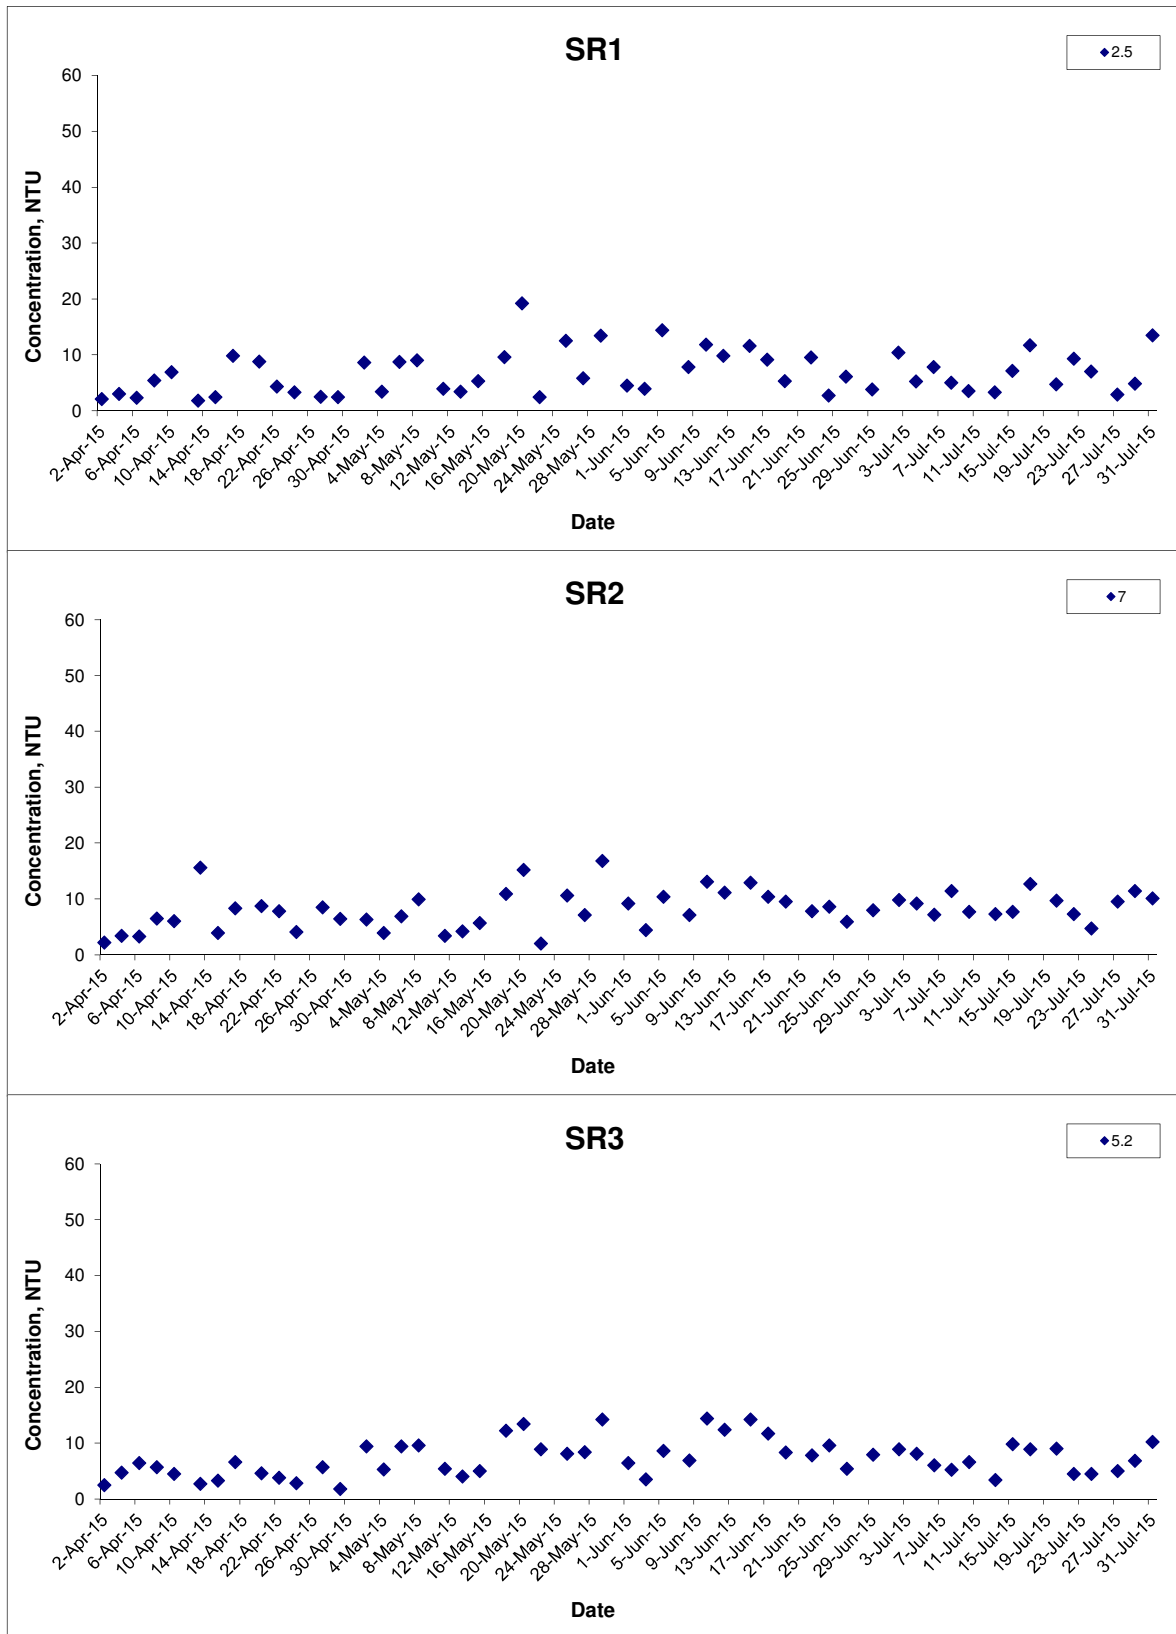 SR1
2.5
Concentration, NTU
60
50
40
30
20
10
0
2-Apr-15
6-Apr-15
10-Apr-15
14-Apr-15
18-Apr-15
22-Apr-15
26-Apr-15
30-Apr-15
4-May-15
8-May-15
12-May-15
16-May-15
20-May-15
24-May-15
28-May-15
1-Jun-15
5-Jun-15
9-Jun-15
13-Jun-15
17-Jun-15
21-Jun-15
25-Jun-15
29-Jun-15
3-Jul-15
7-Jul-15
11-Jul-15
15-Jul-15
19-Jul-15
23-Jul-15
27-Jul-15
31-Jul-15
Date
SR2
7
Concentration, NTU
60
50
40
30
20
10
0
2-Apr-15
6-Apr-15
10-Apr-15
14-Apr-15
18-Apr-15
22-Apr-15
26-Apr-15
30-Apr-15
4-May-15
8-May-15
12-May-15
16-May-15
20-May-15
24-May-15
28-May-15
1-Jun-15
5-Jun-15
9-Jun-15
13-Jun-15
17-Jun-15
21-Jun-15
25-Jun-15
29-Jun-15
3-Jul-15
7-Jul-15
11-Jul-15
15-Jul-15
19-Jul-15
23-Jul-15
27-Jul-15
31-Jul-15
Date
SR3
5.2
Concentration, NTU
60
50
40
30
20
10
0
2-Apr-15
6-Apr-15
10-Apr-15
14-Apr-15
18-Apr-15
22-Apr-15
26-Apr-15
30-Apr-15
4-May-15
8-May-15
12-May-15
16-May-15
20-May-15
24-May-15
28-May-15
1-Jun-15
5-Jun-15
9-Jun-15
13-Jun-15
17-Jun-15
21-Jun-15
25-Jun-15
29-Jun-15
3-Jul-15
7-Jul-15
11-Jul-15
15-Jul-15
19-Jul-15
23-Jul-15
27-Jul-15
31-Jul-15
Date